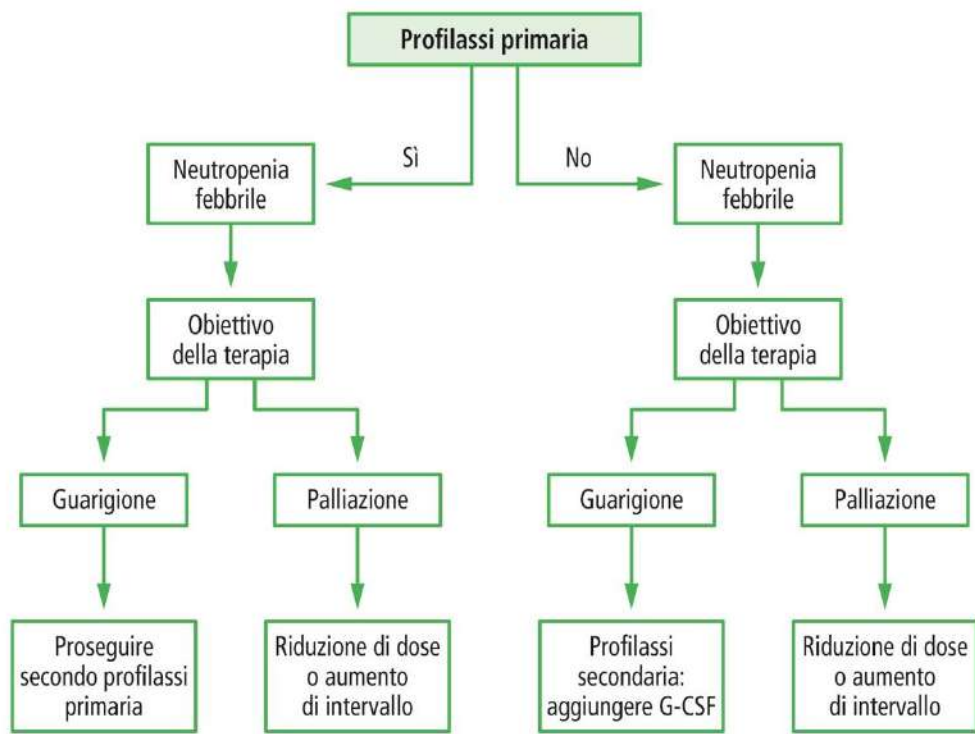 Profilassi primaria
Sì
No
Neutropenia
febbrile
Neutropenia
febbrile
Obiettivo
della terapia
Obiettivo
della terapia
Guarigione
Palliazione
Guarigione
Palliazione
Proseguire
secondo profilassi
primaria
Riduzione di dose
o aumento
di intervallo
Profilassi
secondaria:
aggiungere G-CSF
Riduzione di dose
o aumento
di intervallo